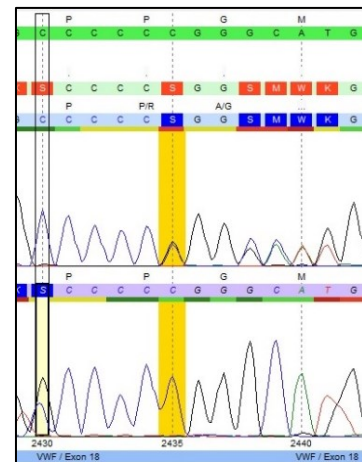 P P G M
G C C C C C G G G C A T G
S C C C S G G S M W K G
P P/R A/G ...
G C C C C C S G G S M W K G
P P G M
K S C C C C G G G C A T G
2430 2435 2440
VWF / Exon 18 VWF / Exon 18